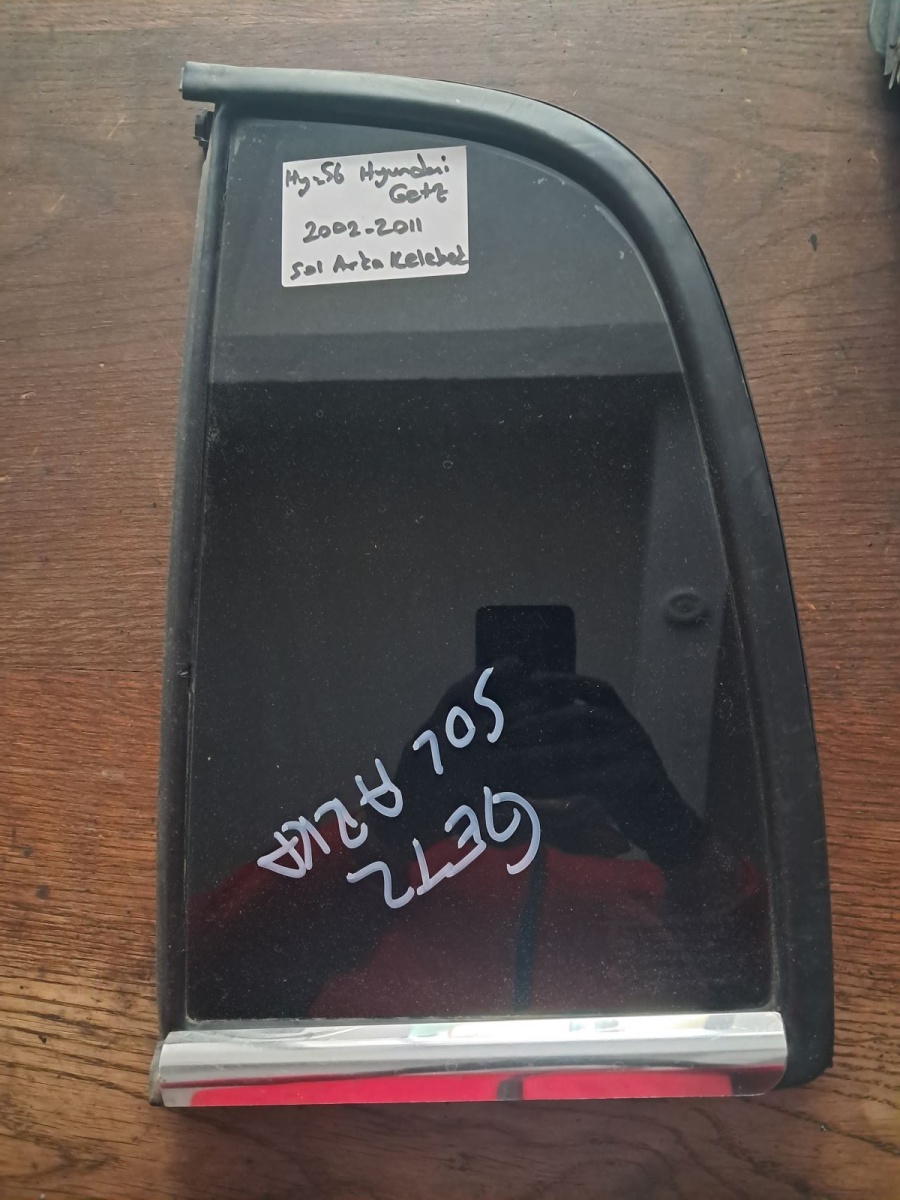 Hy-56 Hyundai
Getz
2002-2011
Sol Arka Kelebek
SOL ARKA
GETZ